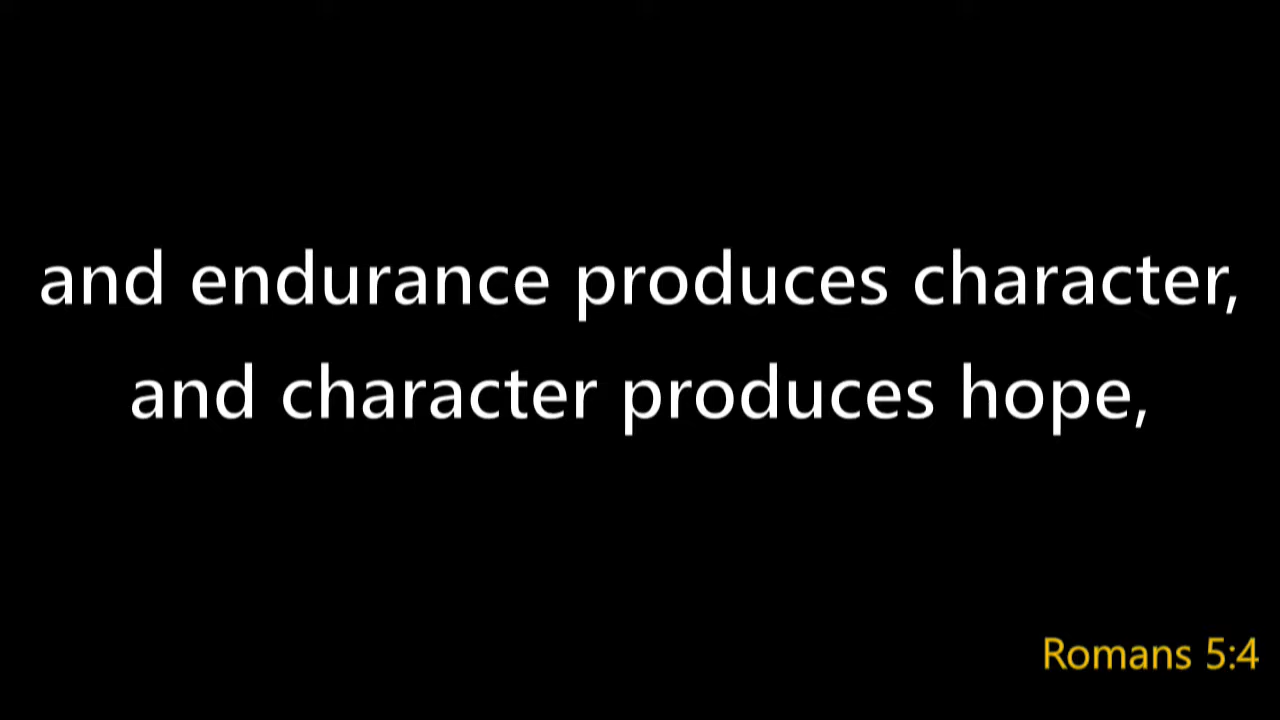 and endurance produces character,
and character produces hope,
Romans 5:4